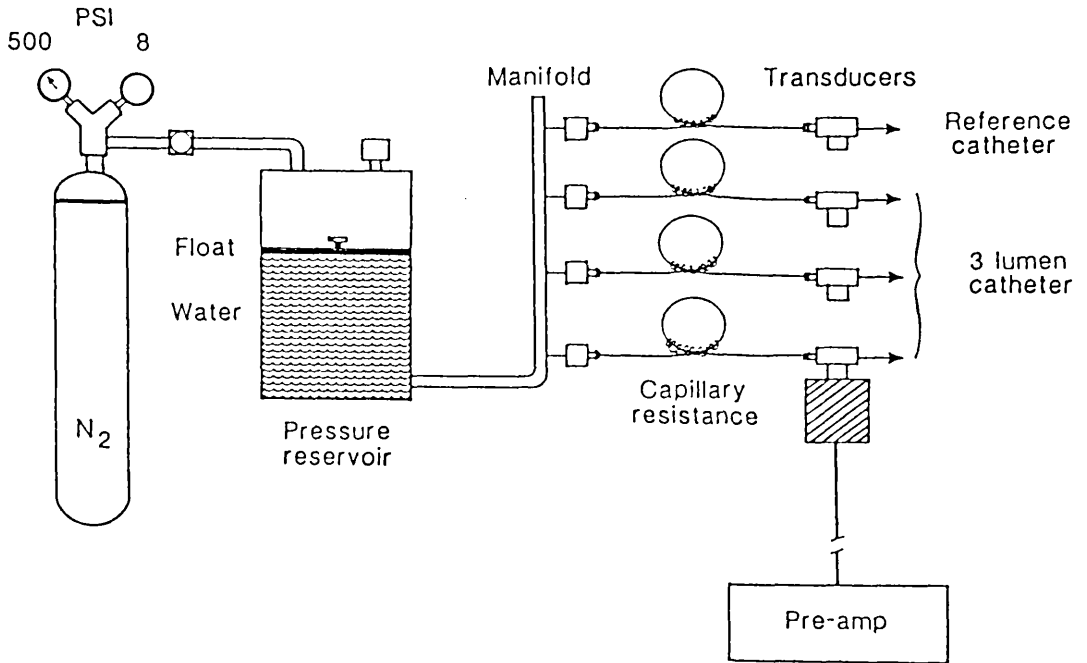 PSI
500
8
Manifold
Transducers
Reference
catheter
Float
Water
3 lumen
catheter
Capillary
resistance
N2
Pressure
reservoir
Pre-amp